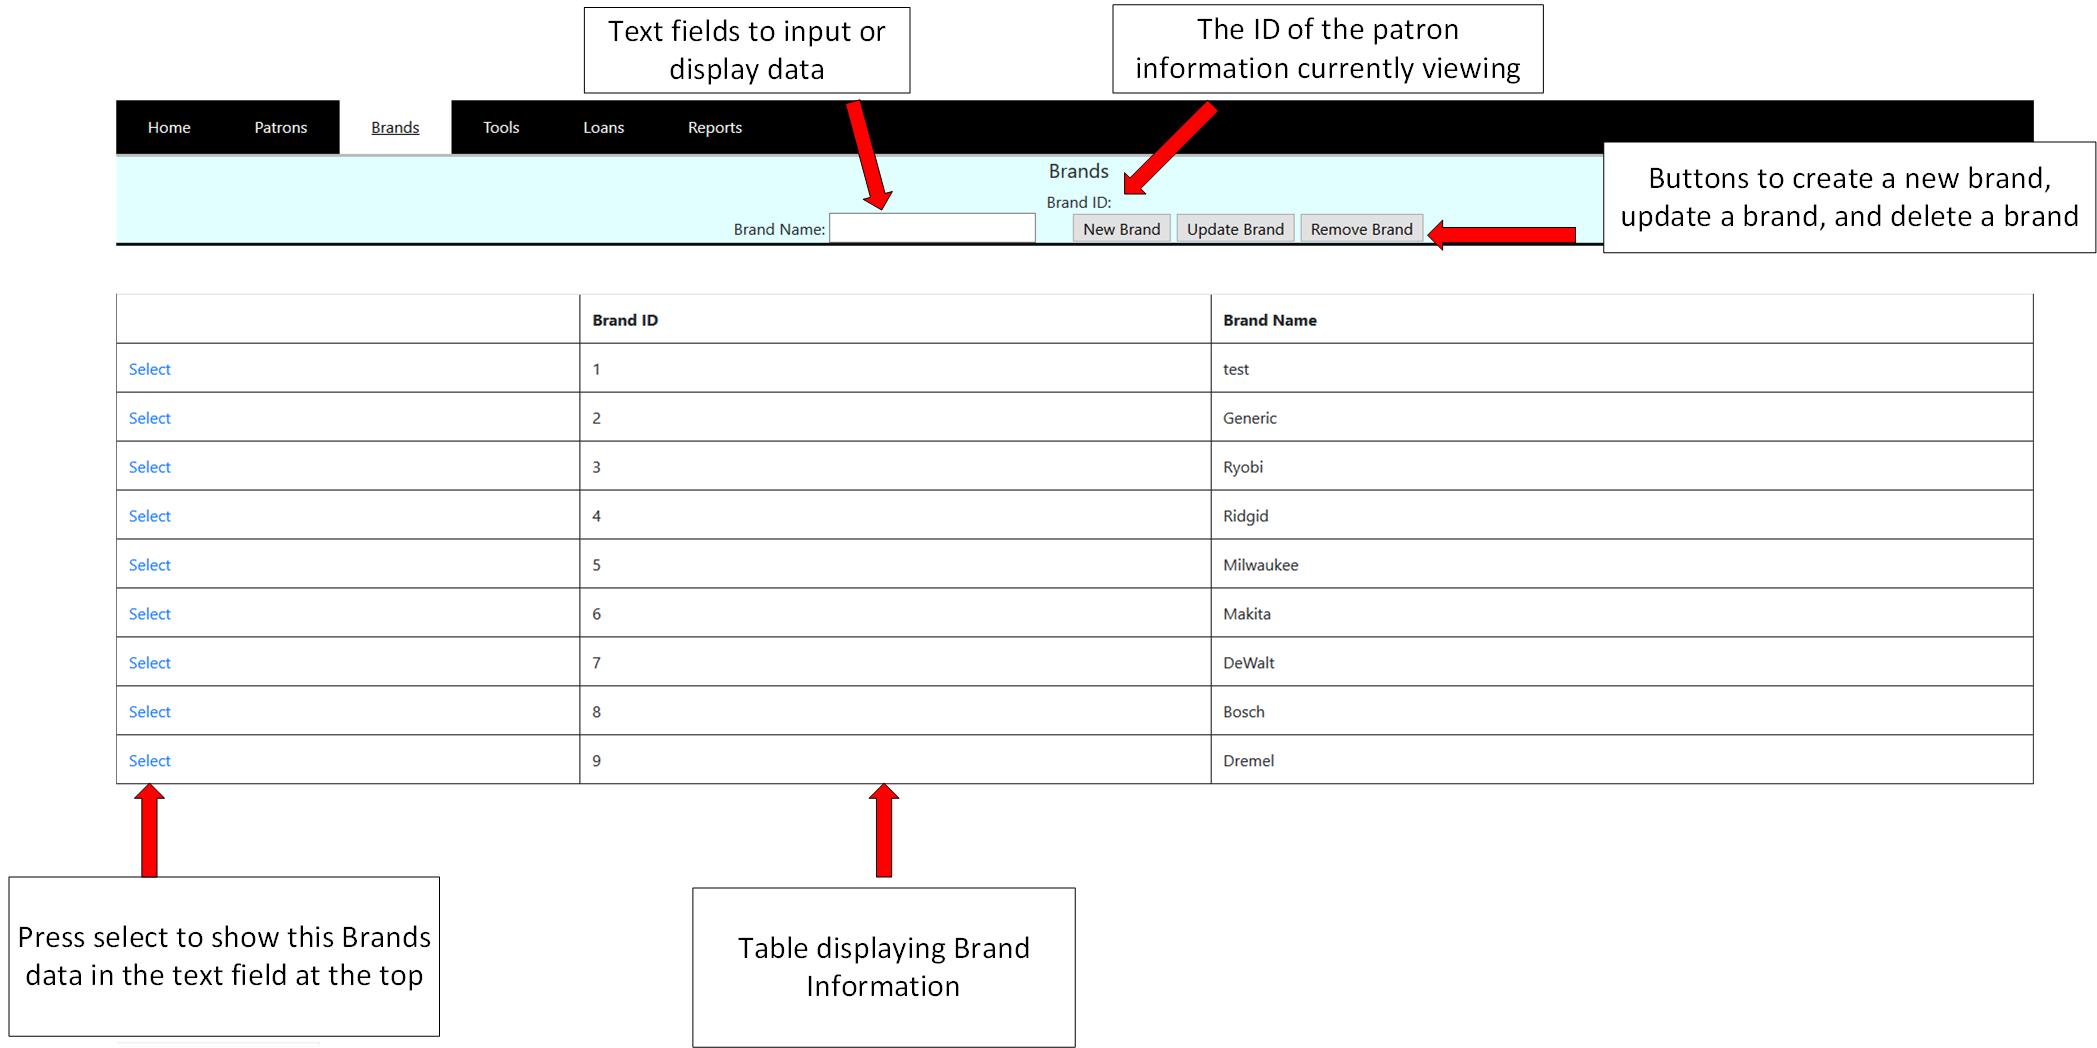 Text fields to input or
display data
The ID of the patron
information currently viewing
Home Patrons Brands Tools Loans Reports
Brands
Brand ID:
Brand Name: New Brand Update Brand Remove Brand
Buttons to create a new brand,
update a brand, and delete a brand
Brand ID Brand Name
Select 1 test
Select 2 Generic
Select 3 Ryobi
Select 4 Ridgid
Select 5 Milwaukee
Select 6 Makita
Select 7 DeWalt
Select 8 Bosch
Select 9 Dremel
Press select to show this Brands
data in the text field at the top
Table displaying Brand
Information